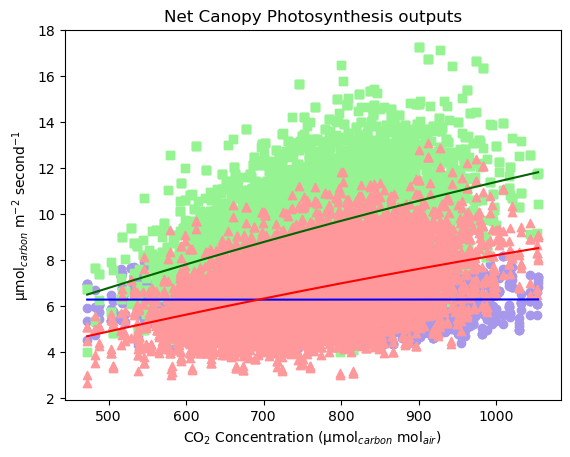 Net Canopy Photosynthesis outputs
18
16
14
12
10
8
6
4
2
μmol_carbon m⁻² second⁻¹
500 600 700 800 900 1000
CO₂ Concentration (μmol_carbon mol_air)